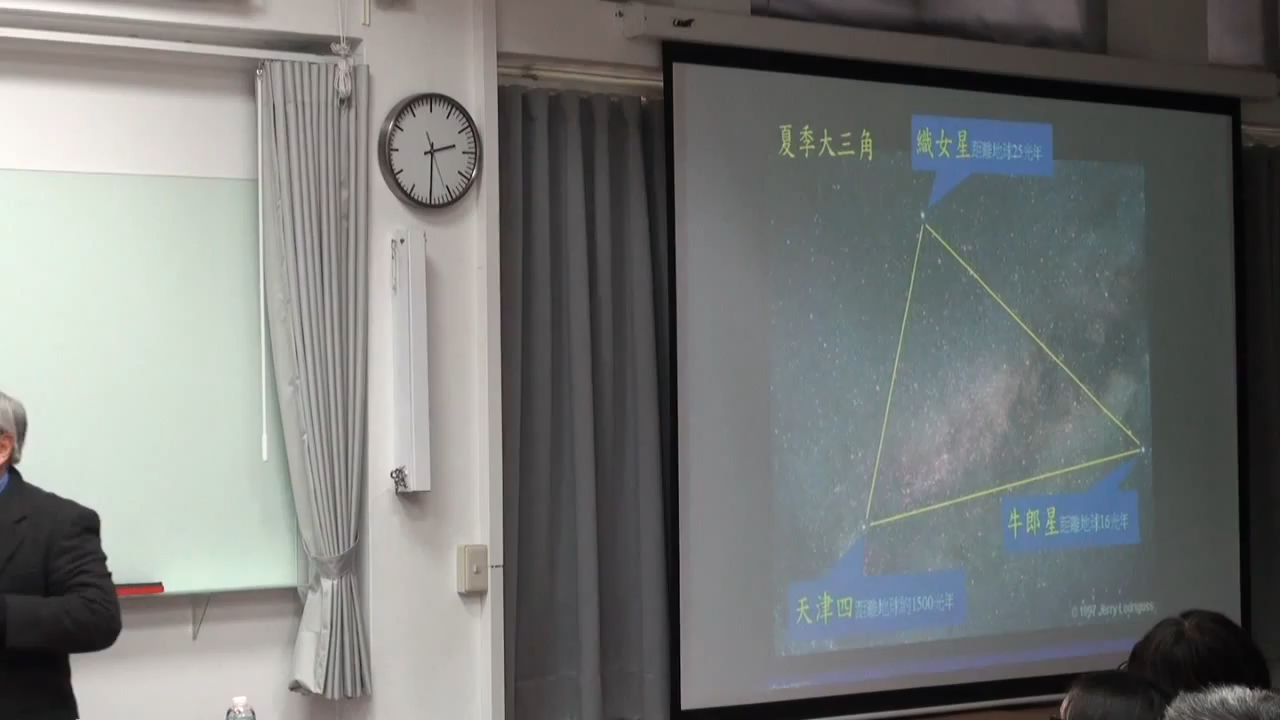 夏季大三角
織女星距離地球25光年
牛郎星距離地球16光年
天津四距離地球約1500光年
© 1997 Jerry Lodriguss